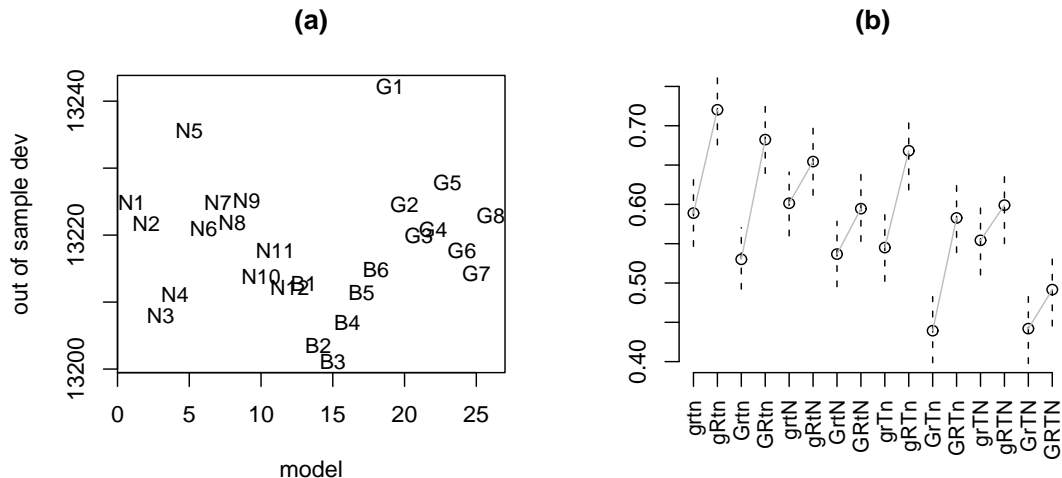 (a)
out of sample dev
13240
13220
13200
G1
N5
G5
N1
N7
N9
G2
G8
N2
N8
N6
G3
G4
N11
G7
N10
N12
B1
B6
G6
N4
N3
B5
B4
B2
B3
0 5 10 15 20 25
model
(b)
0.70
0.60
0.50
0.40
grtn
gRtn
Grtn
GRtn
grtN
gRtN
GrtN
GRtN
grTn
gRTn
GrTn
GRTn
grTN
gRTN
GrTN
GRTN